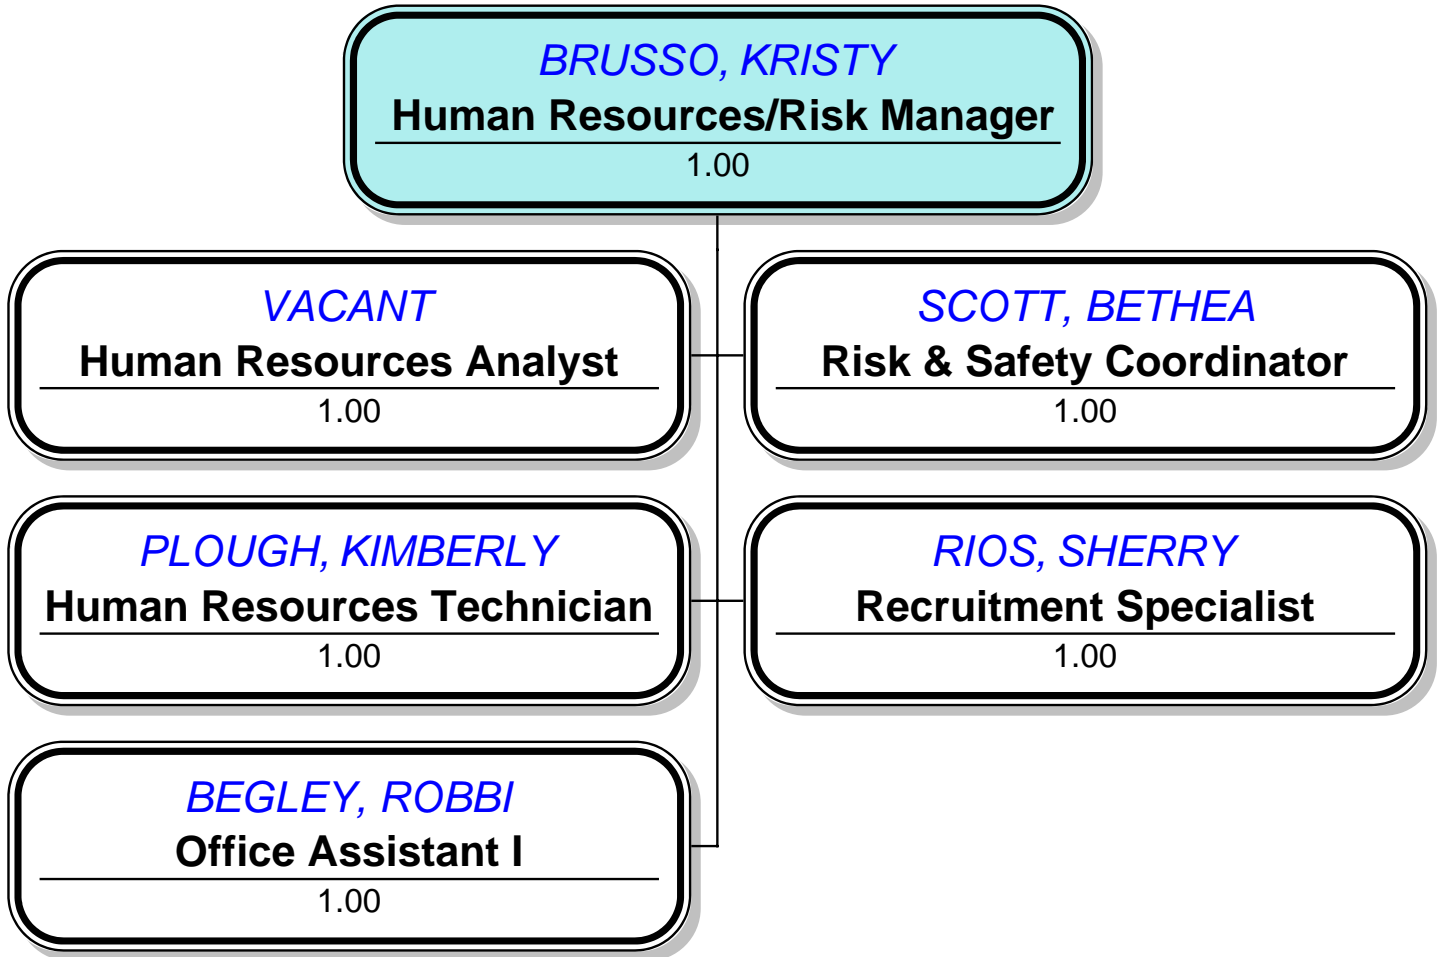 BRUSSO, KRISTY
Human Resources/Risk Manager
1.00
VACANT
Human Resources Analyst
1.00
SCOTT, BETHEA
Risk & Safety Coordinator
1.00
PLOUGH, KIMBERLY
Human Resources Technician
1.00
RIOS, SHERRY
Recruitment Specialist
1.00
BEGLEY, ROBBI
Office Assistant I
1.00